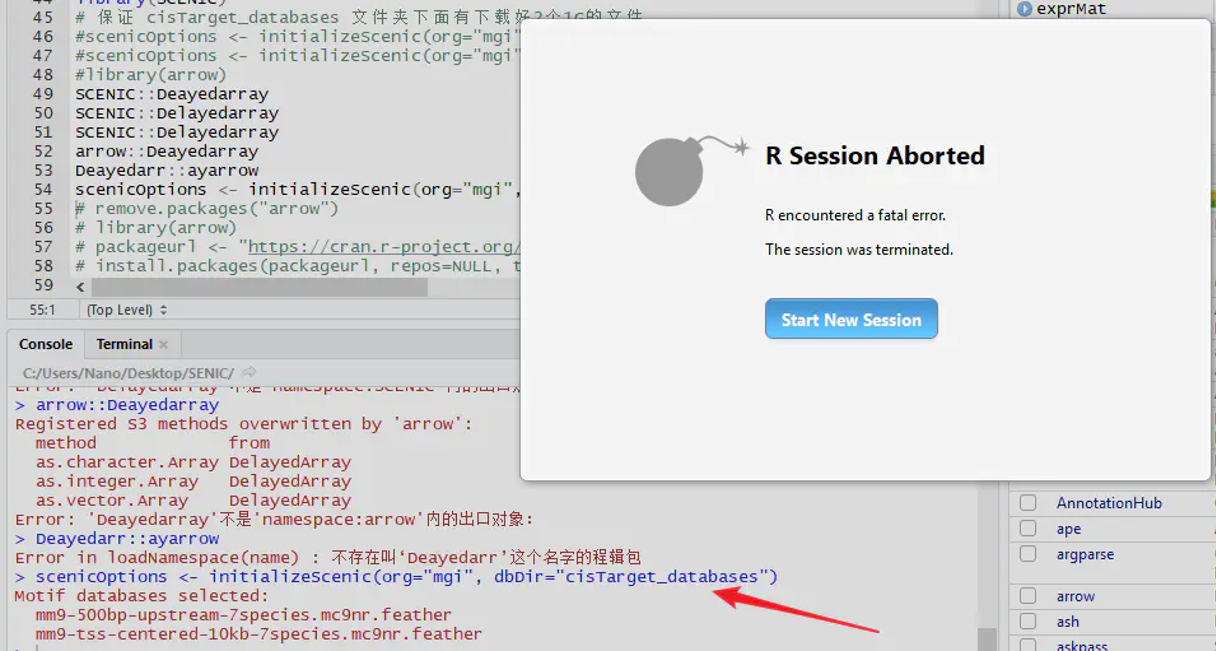 45 # 保证 cisTarget_databases 文件夹下面有下载好2个1G的文件
46 #scenicOptions <- initializeScenic(org="mgi"
47 #scenicOptions <- initializeScenic(org="mgi"
48 #library(arrow)
49 SCENIC::Deayedarray
50 SCENIC::Delayedarray
51 SCENIC::Delayedarray
52 arrow::Deayedarray
53 Deayedarr::ayarrow
54 scenicOptions <- initializeScenic(org="mgi",
55 # remove.packages("arrow")
56 # library(arrow)
57 # packageurl <- "https://cran.r-project.org/
58 # install.packages(packageurl, repos=NULL, t
59
55:1 (Top Level)
Console Terminal
C:/Users/Nano/Desktop/SENIC/
> arrow::Deayedarray
Registered S3 methods overwritten by 'arrow':
method from
as.character.Array DelayedArray
as.integer.Array DelayedArray
as.vector.Array DelayedArray
Error: 'Deayedarray'不是'namespace:arrow'内的出口对象:
> Deayedarr::ayarrow
Error in loadNamespace(name) : 不存在叫‘Deayedarr’这个名字的程辑包
> scenicOptions <- initializeScenic(org="mgi", dbDir="cisTarget_databases")
Motif databases selected:
mm9-500bp-upstream-7species.mc9nr.feather
mm9-tss-centered-10kb-7species.mc9nr.feather
R Session Aborted
R encountered a fatal error.
The session was terminated.
Start New Session
exprMat
AnnotationHub
ape
argparse
arrow
ash
askpass